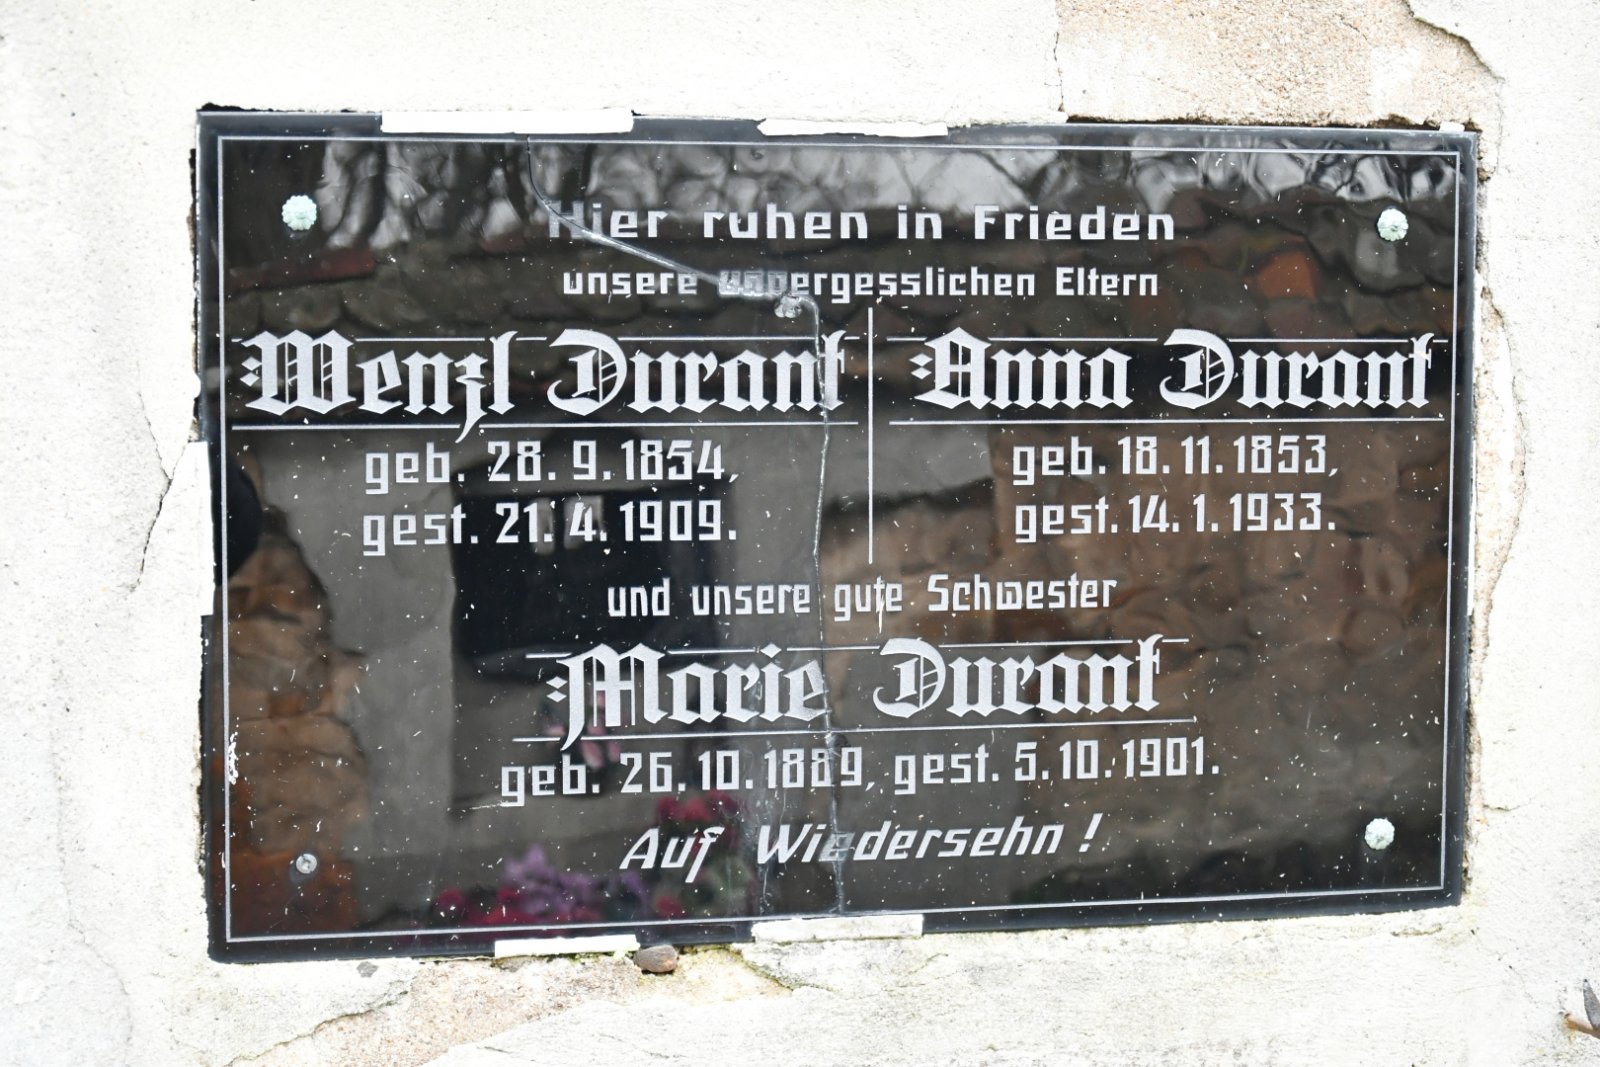 Hier ruhen in Frieden
unsere unvergesslichen Eltern
Wenzl Durant
geb. 28. 9. 1854,
gest. 21. 4. 1909.
Anna Durant
geb. 18. 11. 1853,
gest. 14. 1. 1933.
und unsere gute Schwester
Marie Durant
geb. 26. 10. 1889, gest. 5. 10. 1901.
Auf Wiedersehn!